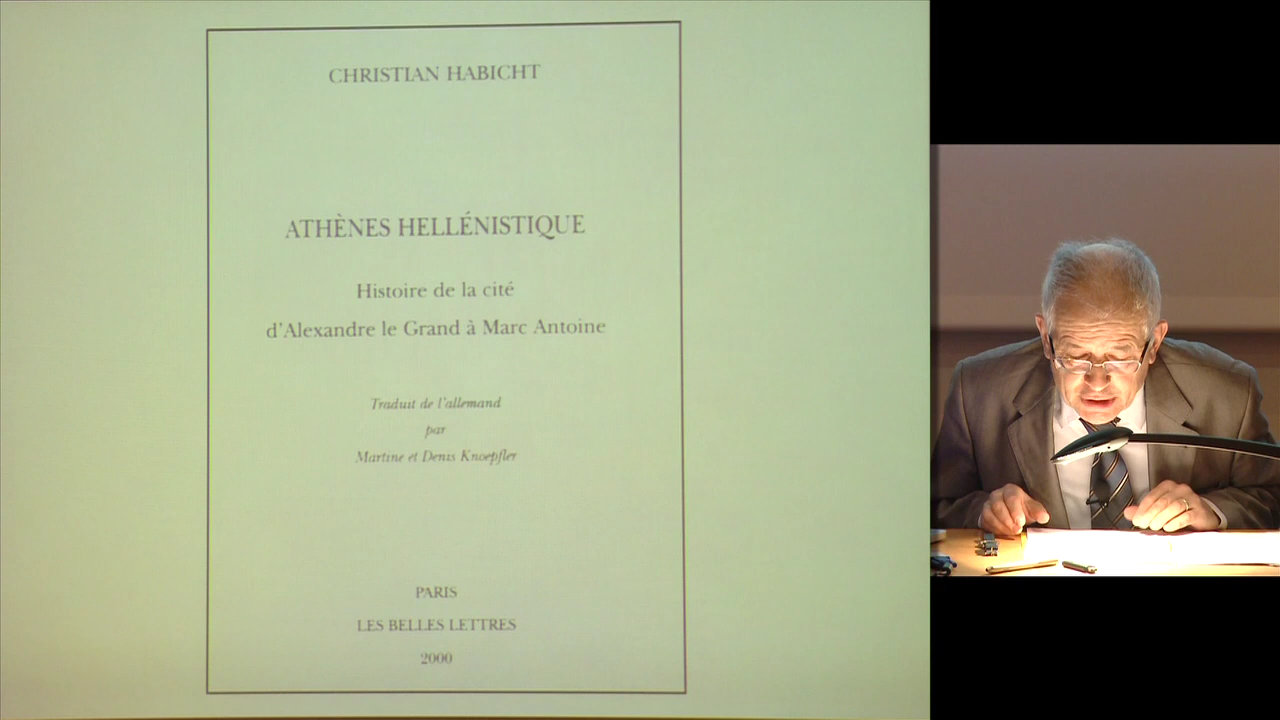 CHRISTIAN HABICHT
ATHÈNES HELLÉNISTIQUE
Histoire de la cité
d'Alexandre le Grand à Marc Antoine
Traduit de l'allemand
par
Martine et Denis Knoepfler
PARIS
LES BELLES LETTRES
2000